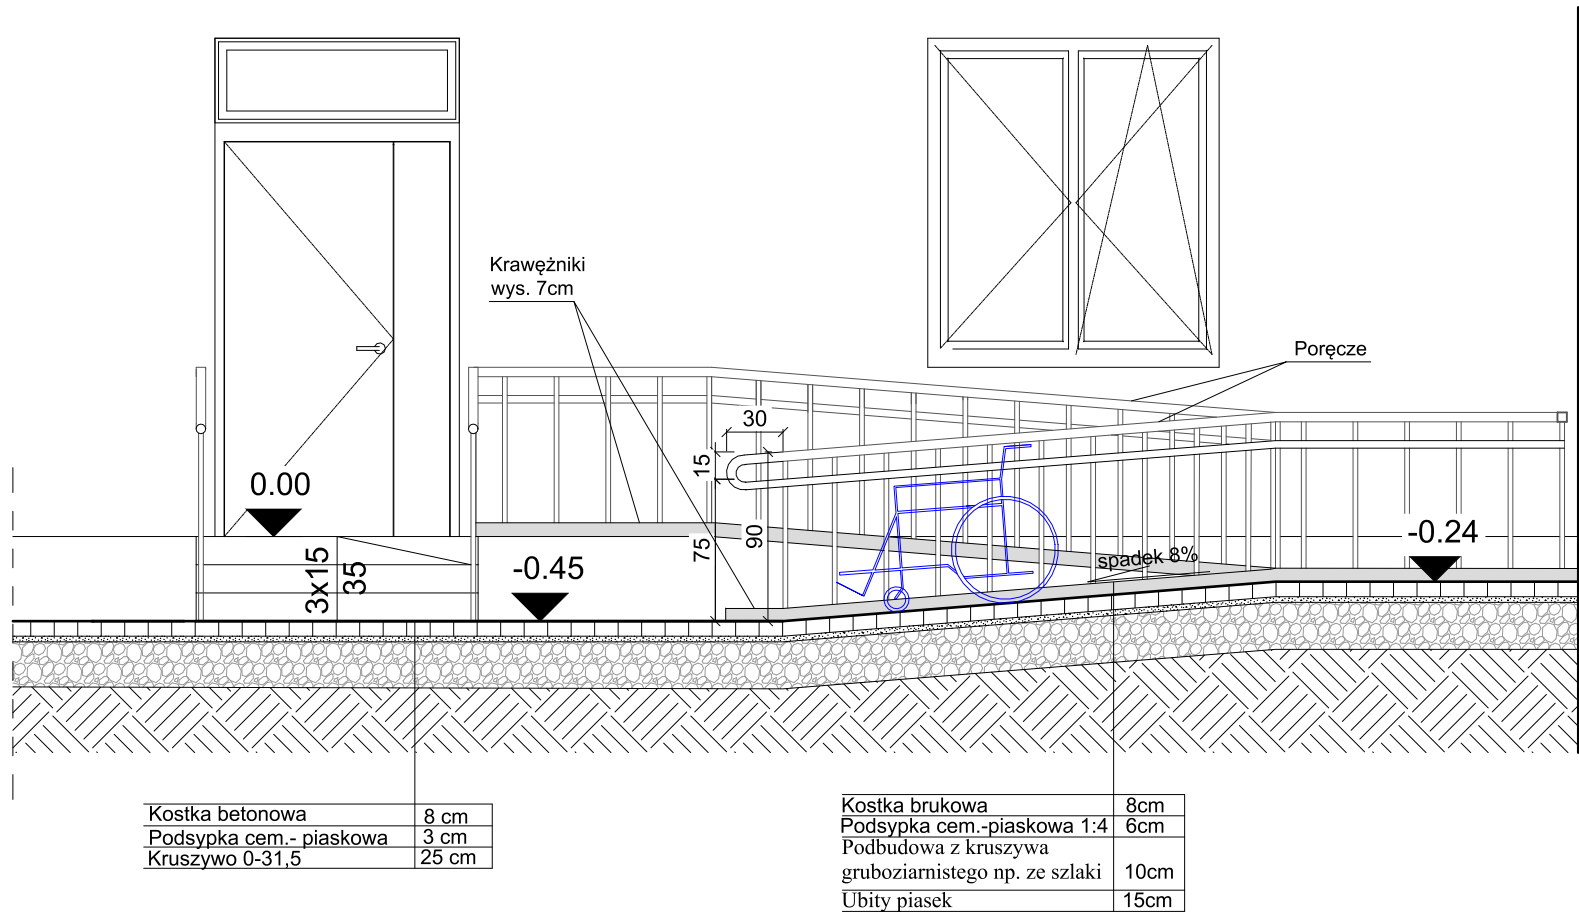 Krawężniki
wys. 7cm
Poręcze
30
15
0.00
75
90
-0.45
3x15
35
spadek 8%
-0.24
Kostka betonowa 8 cm
Podsypka cem.- piaskowa 3 cm
Kruszywo 0-31,5 25 cm
Kostka brukowa 8cm
Podsypka cem.-piaskowa 1:4 6cm
Podbudowa z kruszywa
gruboziarnistego np. ze szlaki 10cm
Ubity piasek 15cm